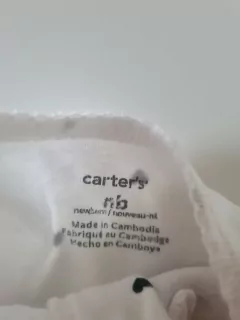 carter's®
nb
newborn/nouveau-né
Made in Cambodia
Fabriqué au Cambodge
Hecho en Camboya